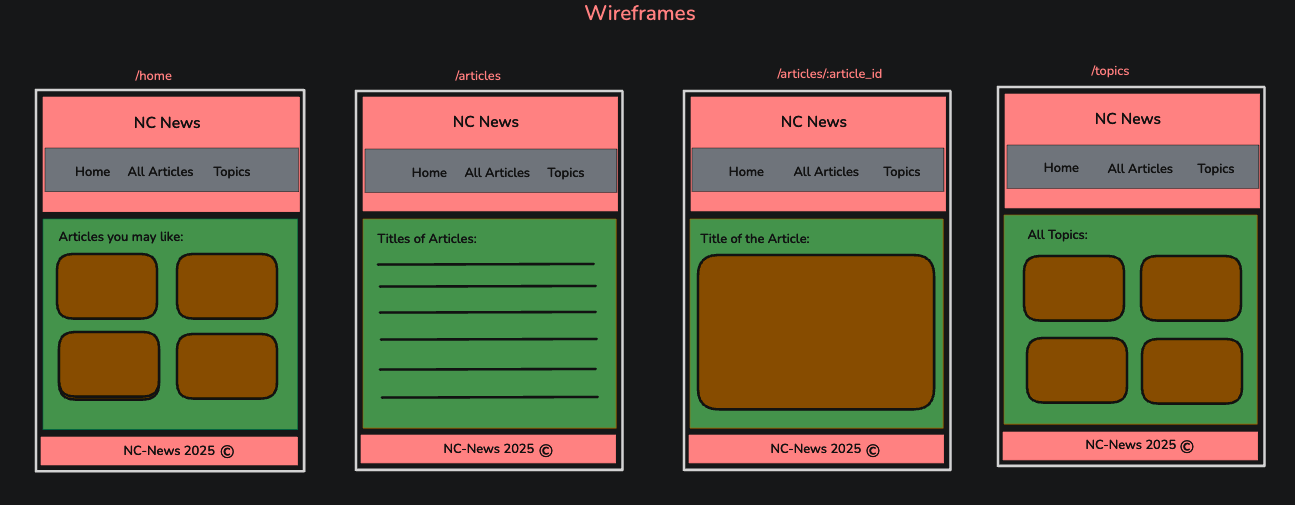 Wireframes
/home
NC News
Home All Articles Topics
Articles you may like:
NC-News 2025 ©
/articles
NC News
Home All Articles Topics
Titles of Articles:
NC-News 2025 ©
/articles/:article_id
NC News
Home All Articles Topics
Title of the Article:
NC-News 2025 ©
/topics
NC News
Home All Articles Topics
All Topics:
NC-News 2025 ©